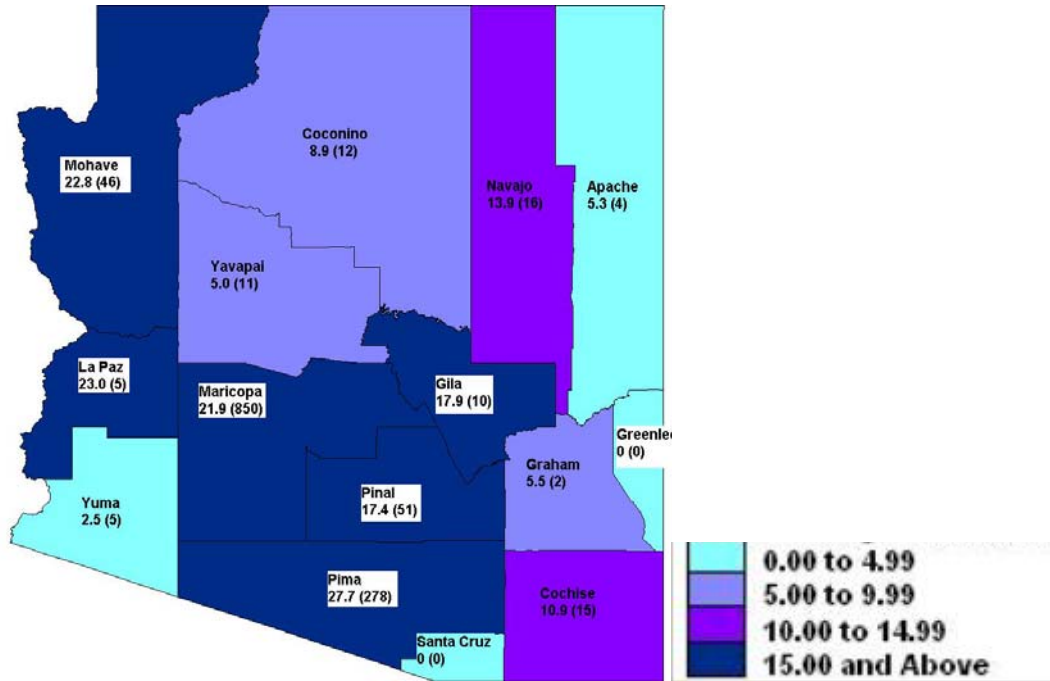 Coconino
8.9 (12)
Mohave
22.8 (46)
Navajo
13.9 (16)
Apache
5.3 (4)
Yavapai
5.0 (11)
La Paz
23.0 (5)
Maricopa
21.9 (850)
Gila
17.9 (10)
Greenlee
0 (0)
Graham
5.5 (2)
Yuma
2.5 (5)
Pinal
17.4 (51)
Pima
27.7 (278)
Cochise
10.9 (15)
Santa Cruz
0 (0)
0.00 to 4.99
5.00 to 9.99
10.00 to 14.99
15.00 and Above